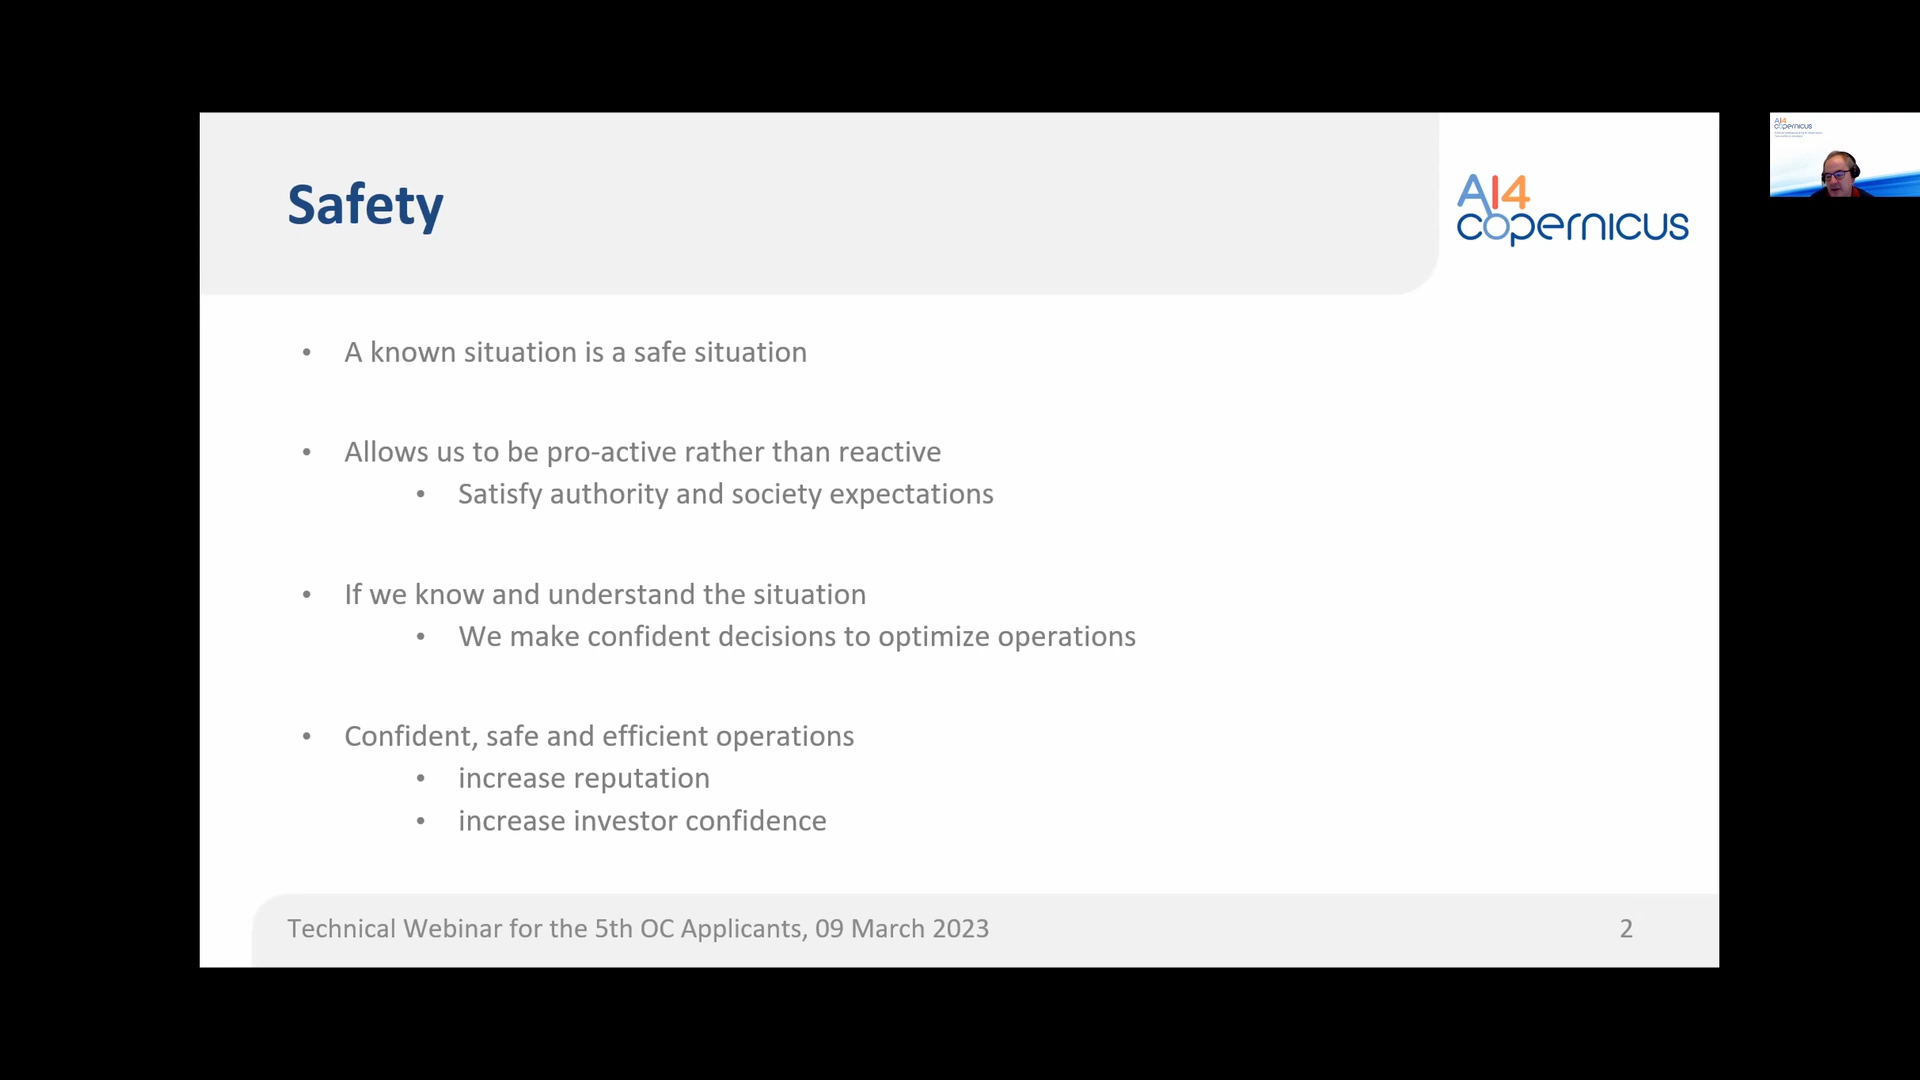 Safety
AI4
copernicus
• A known situation is a safe situation
• Allows us to be pro-active rather than reactive
• Satisfy authority and society expectations
• If we know and understand the situation
• We make confident decisions to optimize operations
• Confident, safe and efficient operations
• increase reputation
• increase investor confidence
Technical Webinar for the 5th OC Applicants, 09 March 2023
2
AI4
copernicus